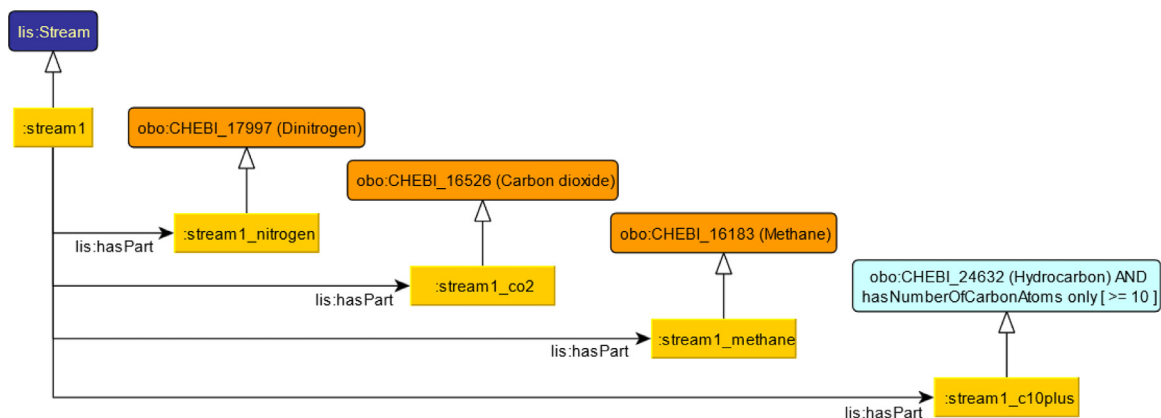 lis:Stream
:stream1
obo:CHEBI_17997 (Dinitrogen)
obo:CHEBI_16526 (Carbon dioxide)
:stream1_nitrogen
lis:hasPart
obo:CHEBI_16183 (Methane)
:stream1_co2
lis:hasPart
obo:CHEBI_24632 (Hydrocarbon) AND
hasNumberOfCarbonAtoms only [ >= 10 ]
:stream1_methane
lis:hasPart
:stream1_c10plus
lis:hasPart